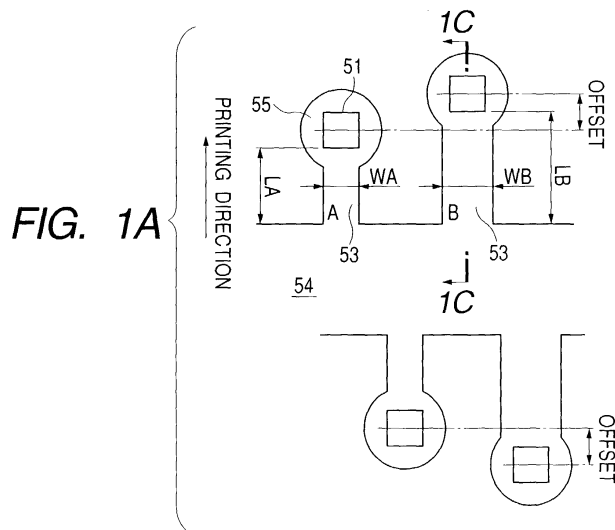 FIG. 1A
PRINTING DIRECTION
1C
51
55
OFFSET
LA
WA
WB
LB
A
B
53
53
54
1C
OFFSET